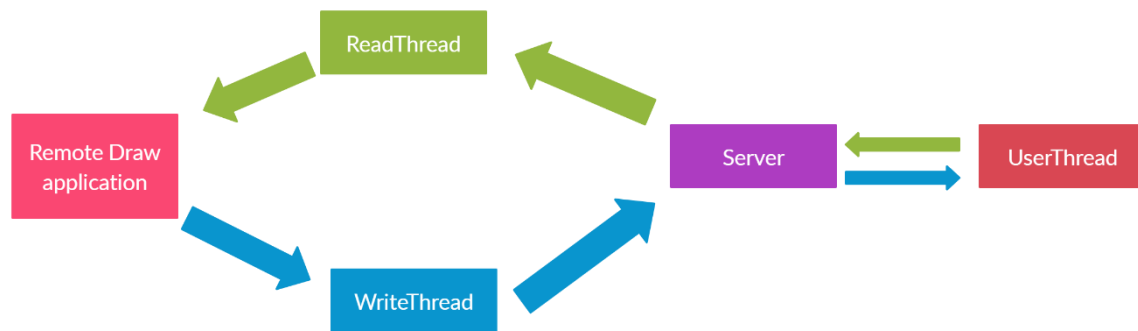 ReadThread
Remote Draw
application
Server
UserThread
WriteThread